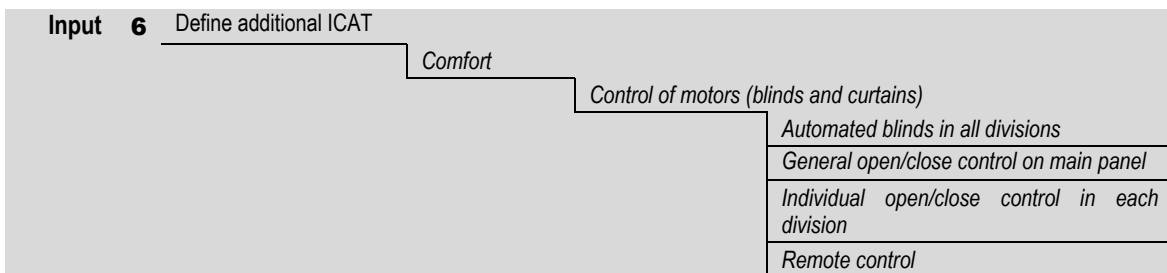 Input 6 Define additional ICAT
Comfort
Control of motors (blinds and curtains)
Automated blinds in all divisions
General open/close control on main panel
Individual open/close control in each
division
Remote control